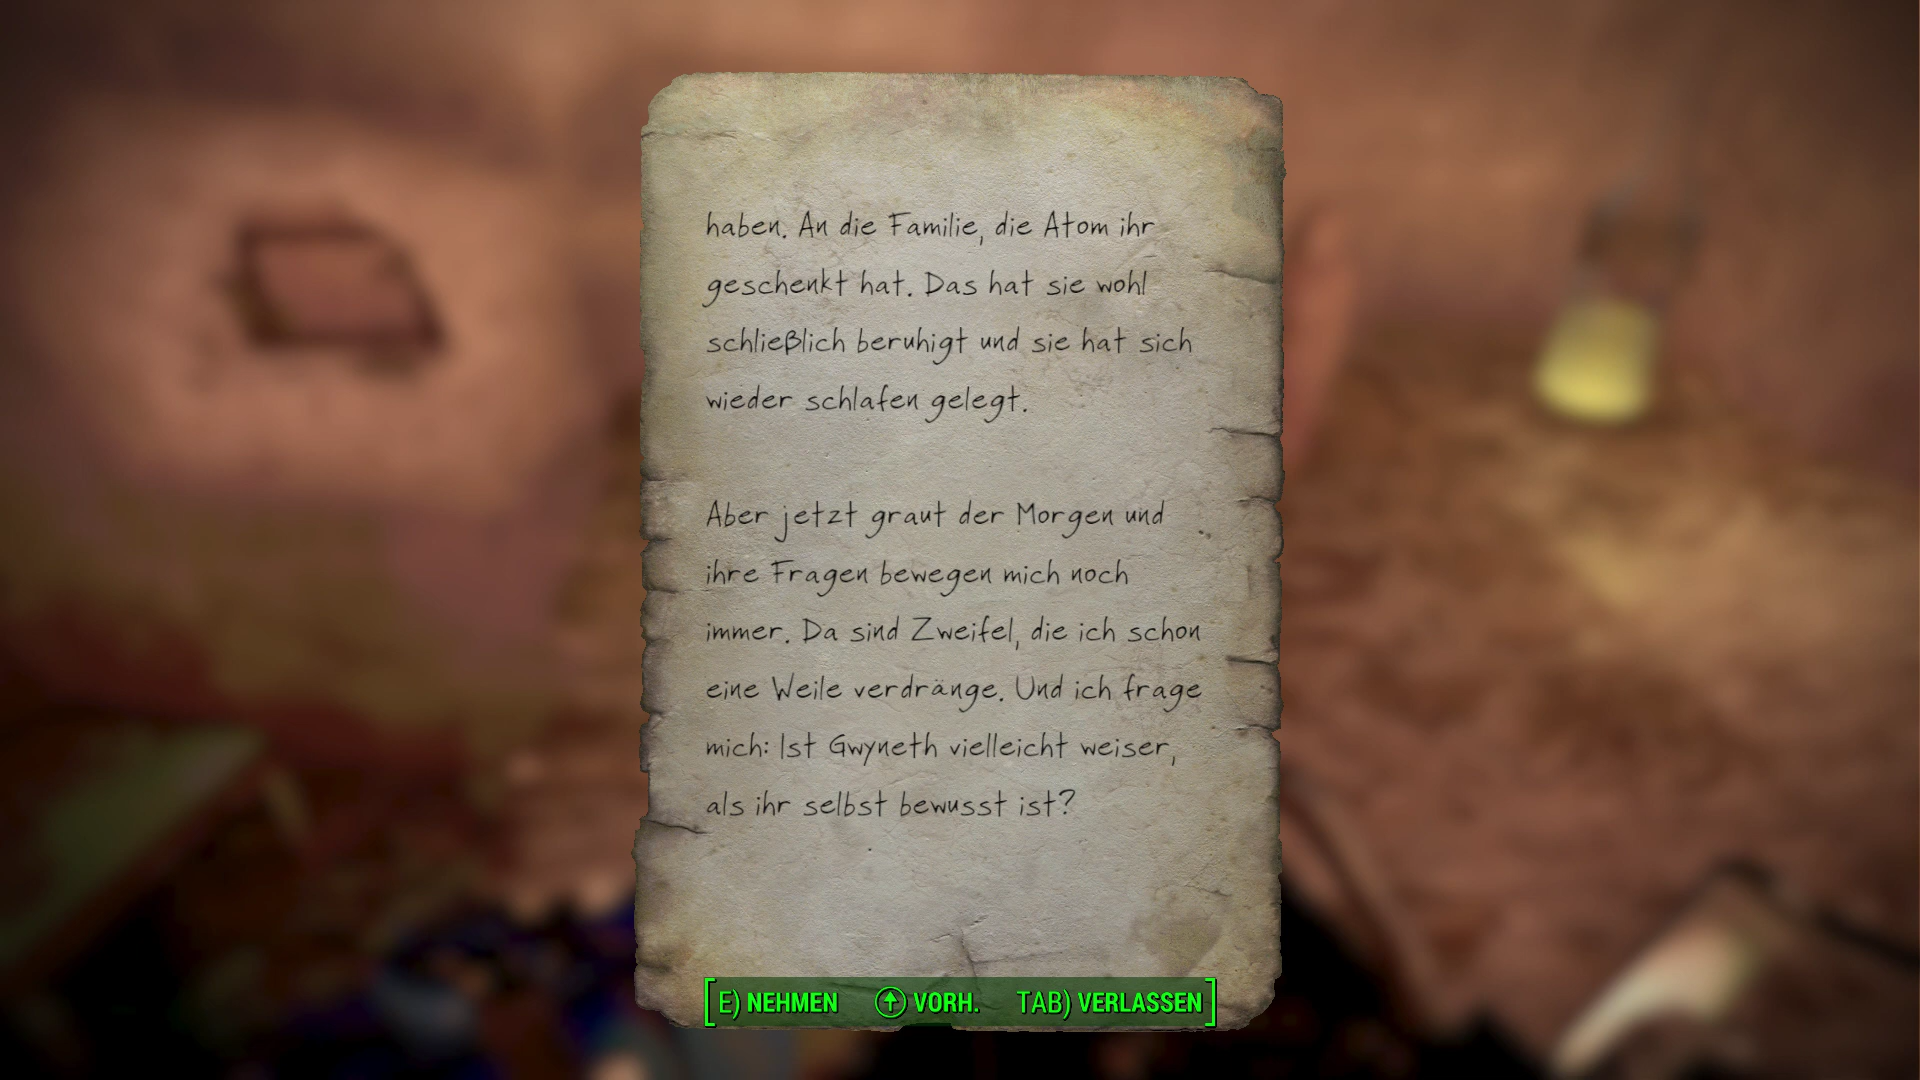 haben. An die Familie, die Atom ihr
geschenkt hat. Das hat sie wohl
schließlich beruhigt und sie hat sich
wieder schlafen gelegt.
Aber jetzt graut der Morgen und
ihre Fragen bewegen mich noch
immer. Da sind Zweifel, die ich schon
eine Weile verdränge. Und ich frage
mich: Ist Gwyneth vielleicht weiser,
als ihr selbst bewusst ist?
E) NEHMEN VORH. TAB) VERLASSEN